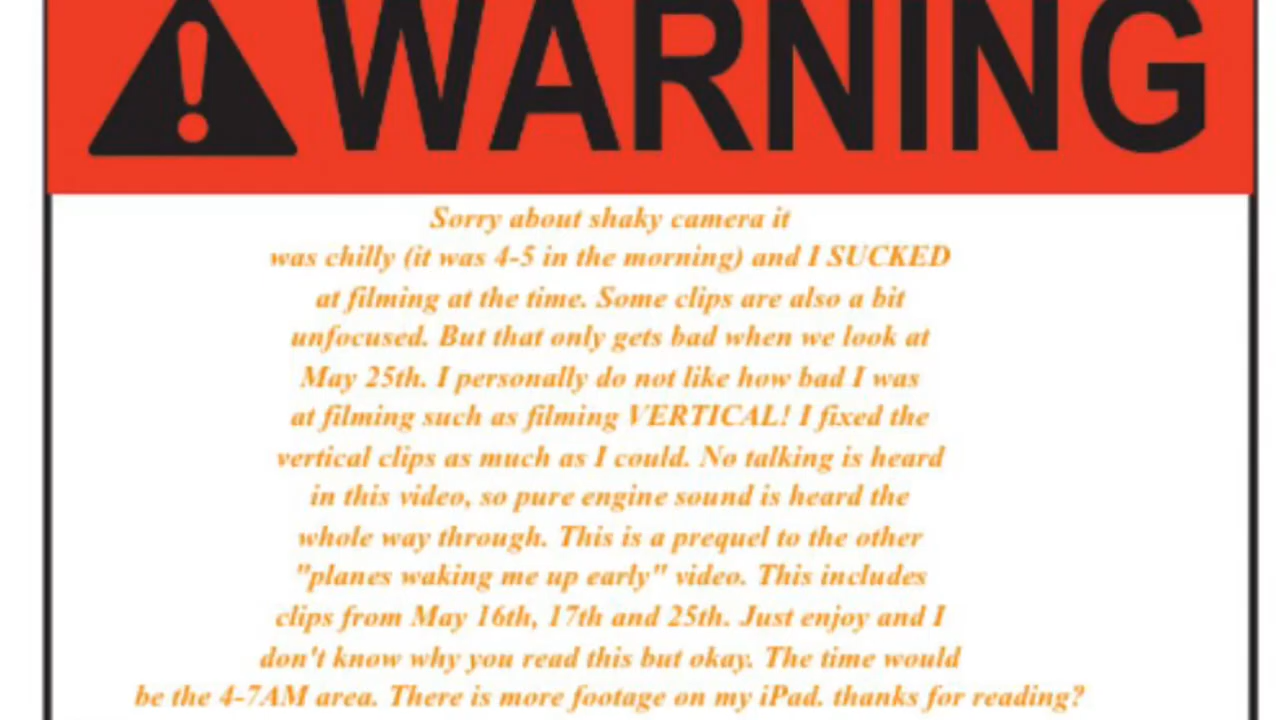 WARNING
Sorry about shaky camera it
was chilly (it was 4-5 in the morning) and I SUCKED
at filming at the time. Some clips are also a bit
unfocused. But that only gets bad when we look at
May 25th. I personally do not like how bad I was
at filming such as filming VERTICAL! I fixed the
vertical clips as much as I could. No talking is heard
in this video, so pure engine sound is heard the
whole way through. This is a prequel to the other
"planes waking me up early" video. This includes
clips from May 16th, 17th and 25th. Just enjoy and I
don't know why you read this but okay. The time would
be the 4-7AM area. There is more footage on my iPad. thanks for reading?